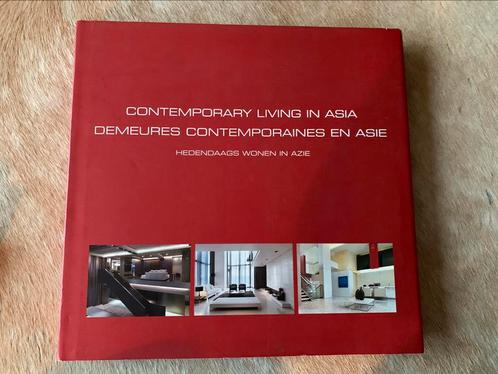 CONTEMPORARY LIVING IN ASIA
DEMEURES CONTEMPORAINES EN ASIE
HEDENDAAGS WONEN IN AZIE